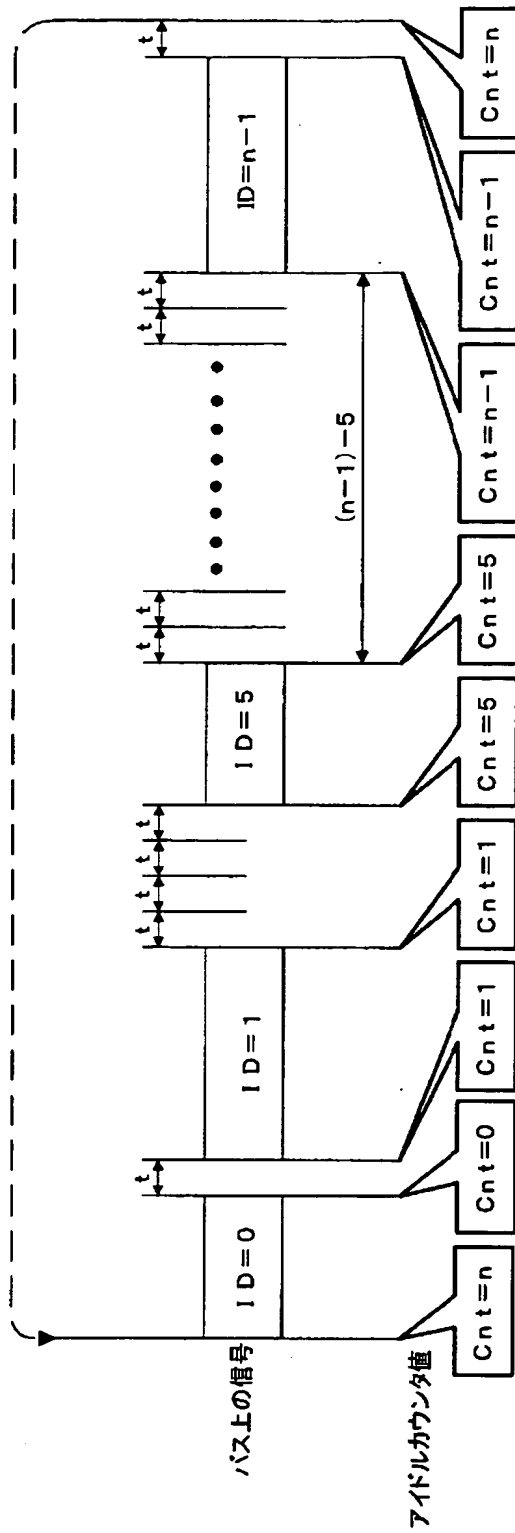 t t t t t t t t t t
バス上の信号
ID=0
ID=1
ID=5
ID=n-1
(n-1)-5
アイドルカウンタ値
Cnt=n
Cnt=0
Cnt=1
Cnt=1
Cnt=5
Cnt=5
Cnt=n-1
Cnt=n-1
Cnt=n